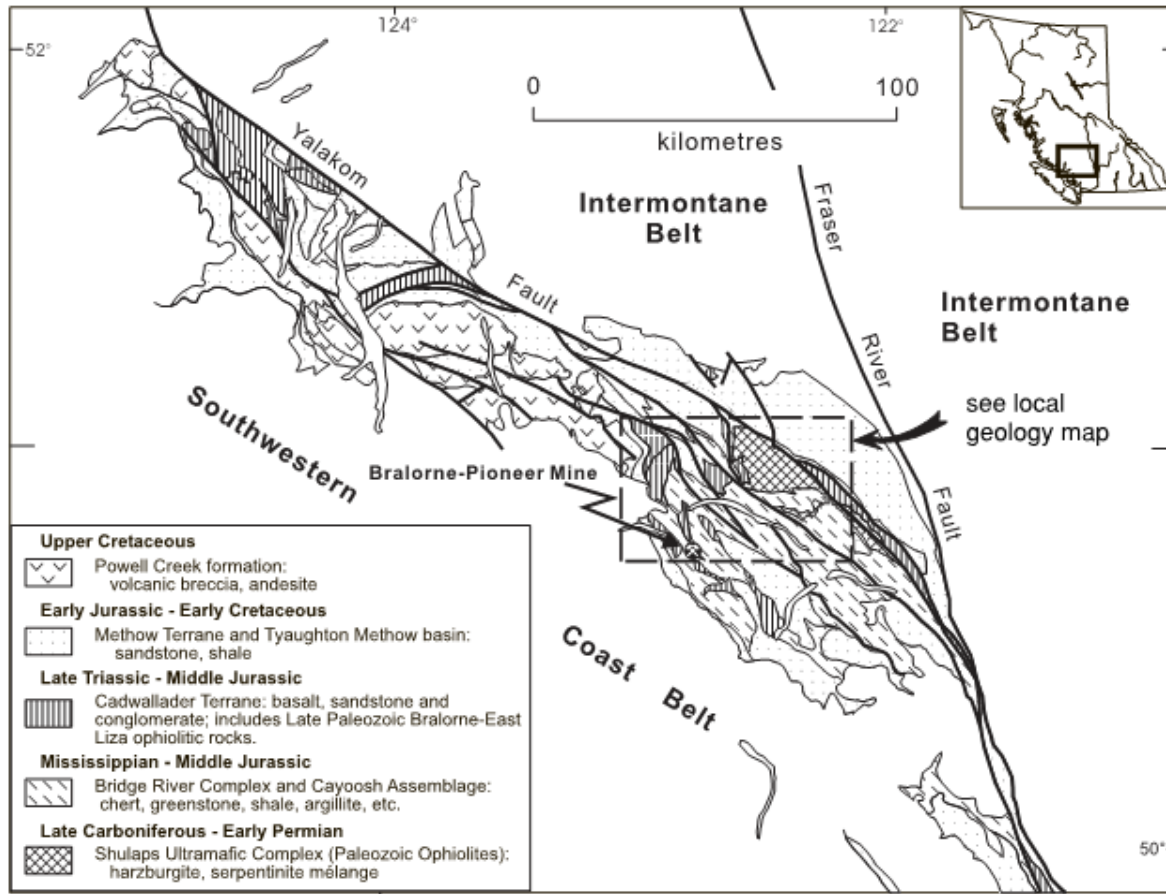 124°
122°
52°
0
100
kilometres
Yalakom
Fault
Intermontane
Belt
Fraser
River
Fault
Intermontane
Belt
see local
geology map
Southwestern
Coast Belt
Bralorne-Pioneer Mine
50°
Upper Cretaceous
Powell Creek formation:
volcanic breccia, andesite
Early Jurassic - Early Cretaceous
Methow Terrane and Tyaughton Methow basin:
sandstone, shale
Late Triassic - Middle Jurassic
Cadwallader Terrane: basalt, sandstone and
conglomerate; includes Late Paleozoic Bralorne-East
Liza ophiolitic rocks.
Mississippian - Middle Jurassic
Bridge River Complex and Cayoosh Assemblage:
chert, greenstone, shale, argillite, etc.
Late Carboniferous - Early Permian
Shulaps Ultramafic Complex (Paleozoic Ophiolites):
harzburgite, serpentinite mélange